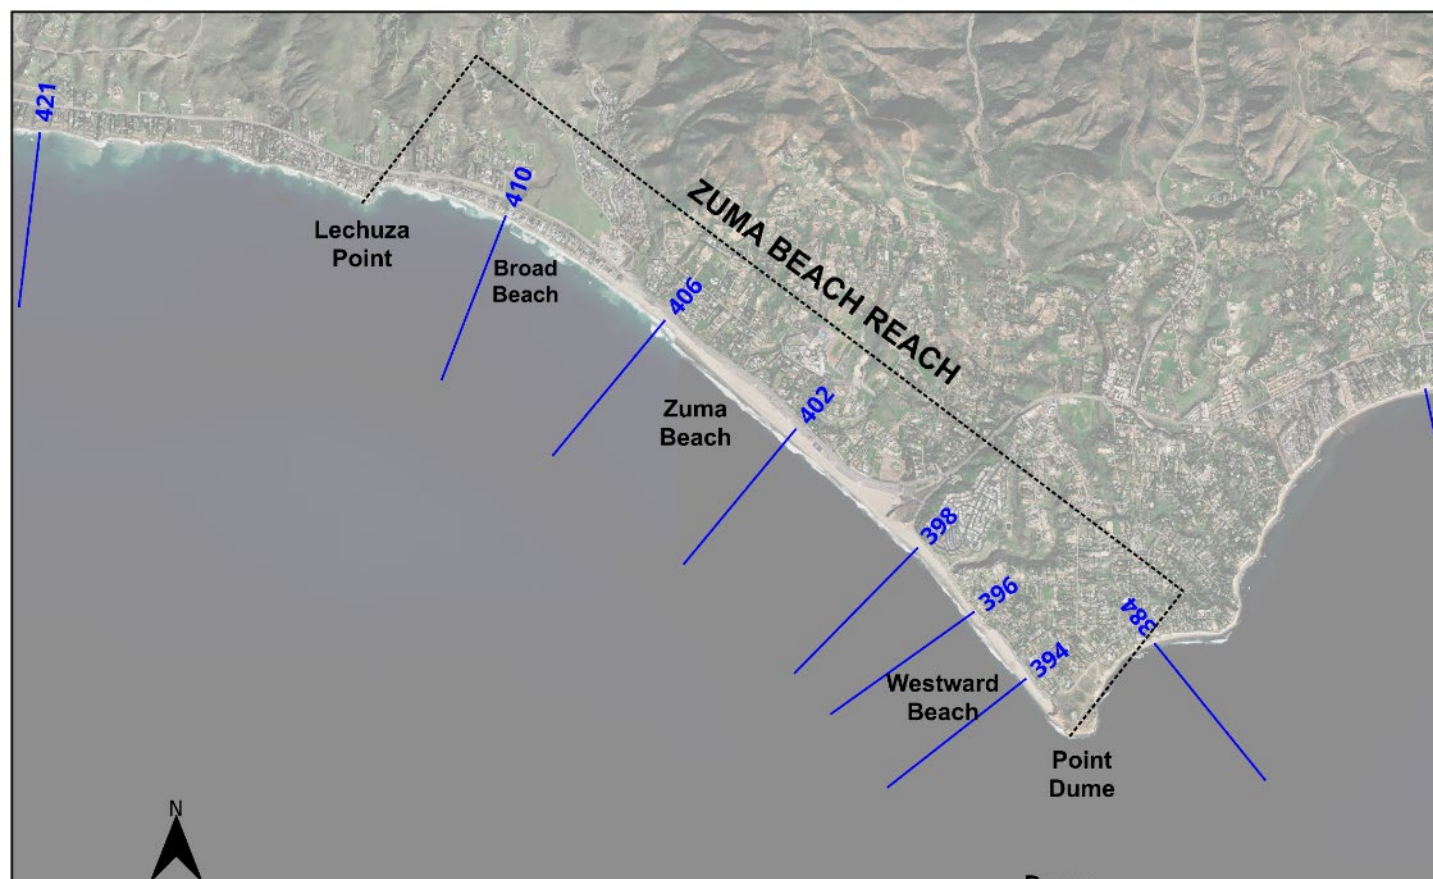 421
410
Lechuza
Point
Broad
Beach
406
ZUMA BEACH REACH
Zuma
Beach
402
398
396
384
394
Westward
Beach
Point
Dume
N